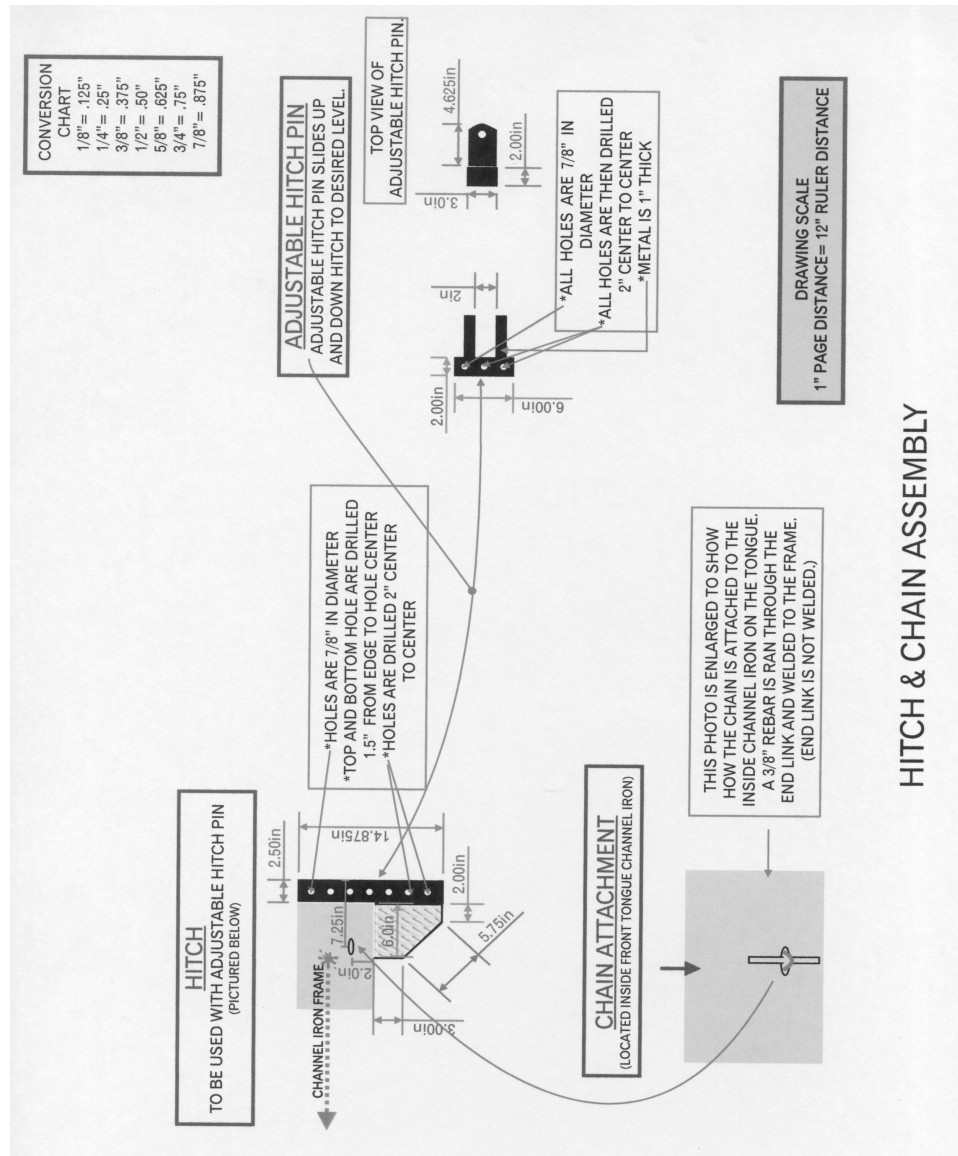 HITCH
TO BE USED WITH ADJUSTABLE HITCH PIN
(PICTURED BELOW)
CHANNEL IRON FRAME
2.50in
14.875in
7.25in
6.0in
2.0in
3.00in
2.00in
5.75in
*HOLES ARE 7/8" IN DIAMETER
*TOP AND BOTTOM HOLE ARE DRILLED
1.5" FROM EDGE TO HOLE CENTER
*HOLES ARE DRILLED 2" CENTER
TO CENTER
CONVERSION
CHART
1/8"= .125"
1/4"= .25"
3/8"= .375"
1/2"= .50"
5/8"= .625"
3/4"= .75"
7/8"= .875"
ADJUSTABLE HITCH PIN
ADJUSTABLE HITCH PIN SLIDES UP
AND DOWN HITCH TO DESIRED LEVEL.
TOP VIEW OF
ADJUSTABLE HITCH PIN.
4.625in
3.0in
2.00in
2in
2.00in
6.00in
*ALL HOLES ARE 7/8" IN
DIAMETER
*ALL HOLES ARE THEN DRILLED
2" CENTER TO CENTER
*METAL IS 1" THICK
CHAIN ATTACHMENT
(LOCATED INSIDE FRONT TONGUE CHANNEL IRON)
THIS PHOTO IS ENLARGED TO SHOW
HOW THE CHAIN IS ATTACHED TO THE
INSIDE CHANNEL IRON ON THE TONGUE.
A 3/8" REBAR IS RAN THROUGH THE
END LINK AND WELDED TO THE FRAME.
(END LINK IS NOT WELDED.)
DRAWING SCALE
1" PAGE DISTANCE= 12" RULER DISTANCE
HITCH & CHAIN ASSEMBLY